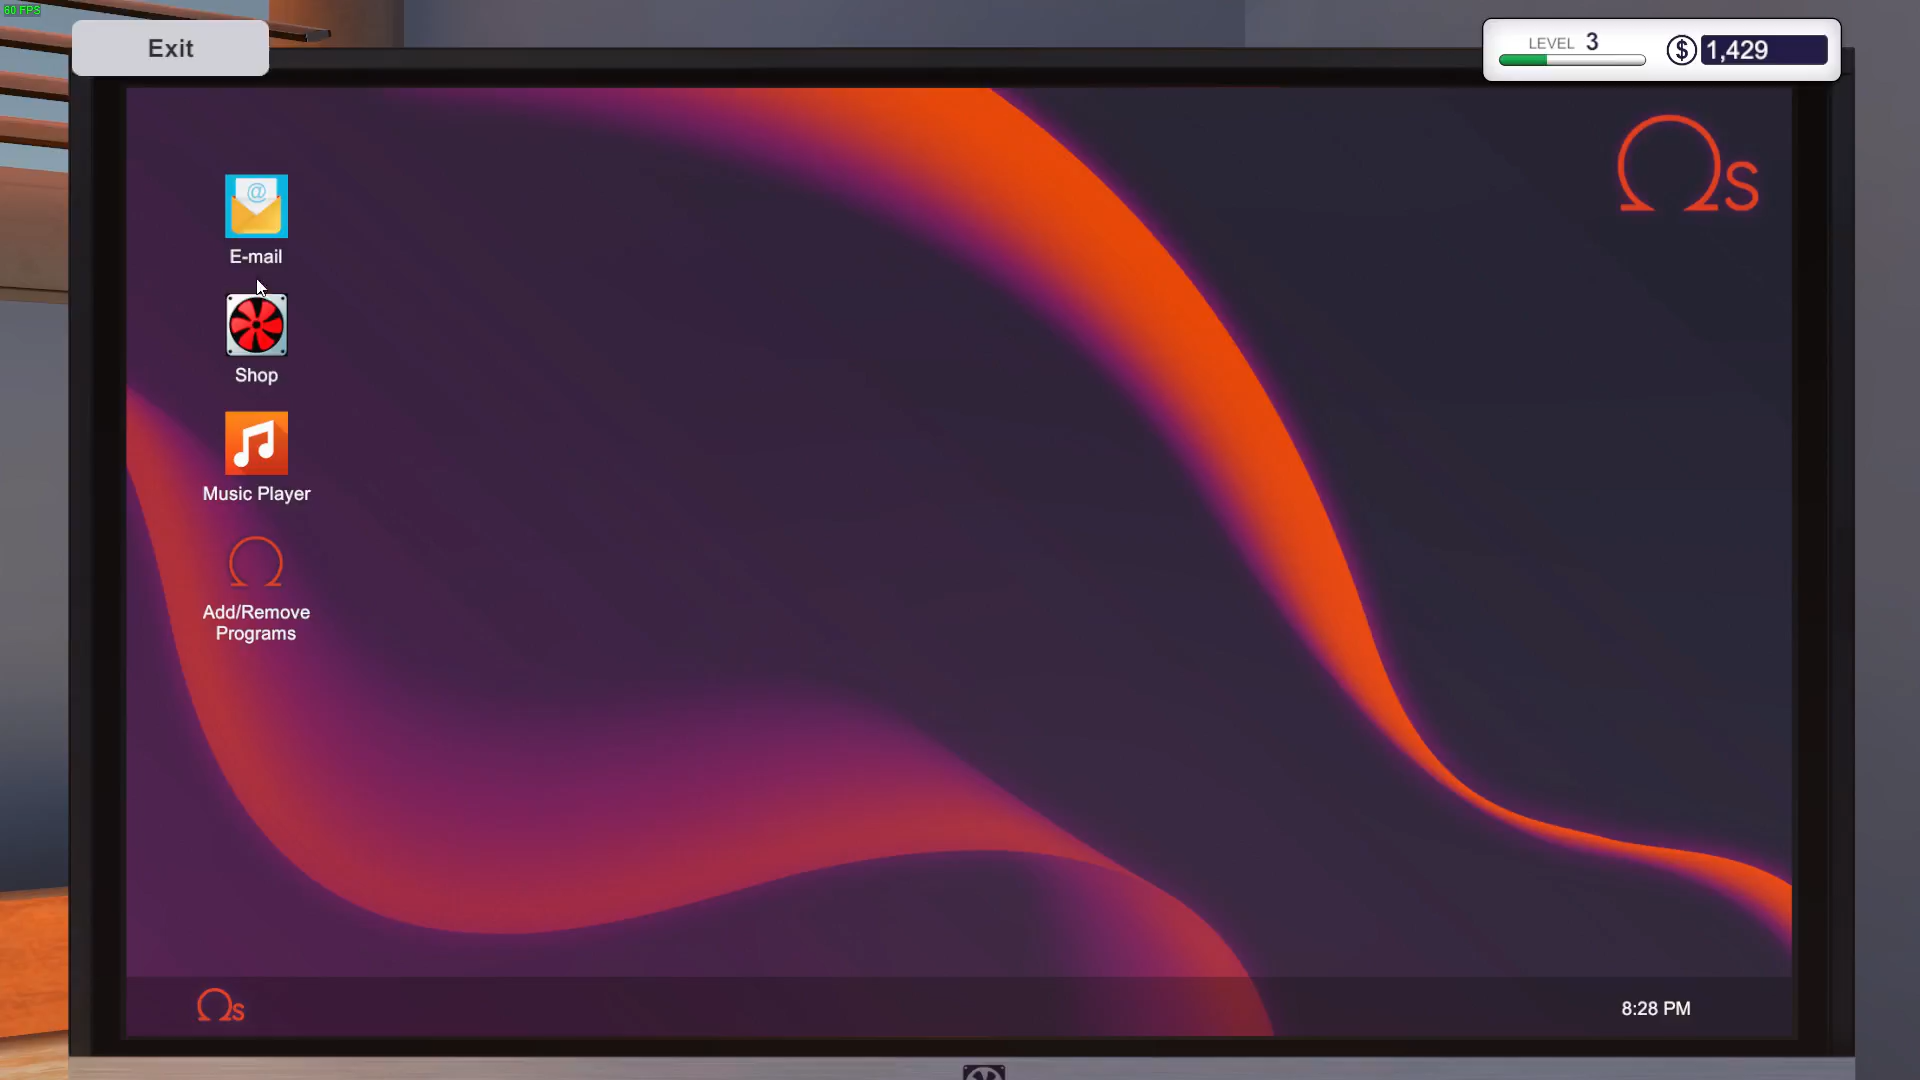 60 FPS
Exit
LEVEL 3
$ 1,429
Ωs
E-mail
Shop
Music Player
Add/Remove
Programs
Ωs
8:28 PM